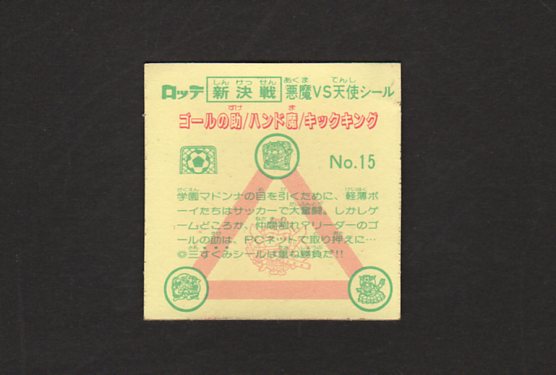 ロッテ 新決戦 悪魔VS天使シール
ゴールの助/ハンド魔/キックキング
No.15
学園マドンナの目を引くために、軽薄ボ
ーイたちはサッカーで大奮闘。しかしゲ
ームどころか、仲間割れ?リーダーのゴ
ールの助は、PCネットで取り押えに…
◎三すくみシールは重ね勝負だ!!